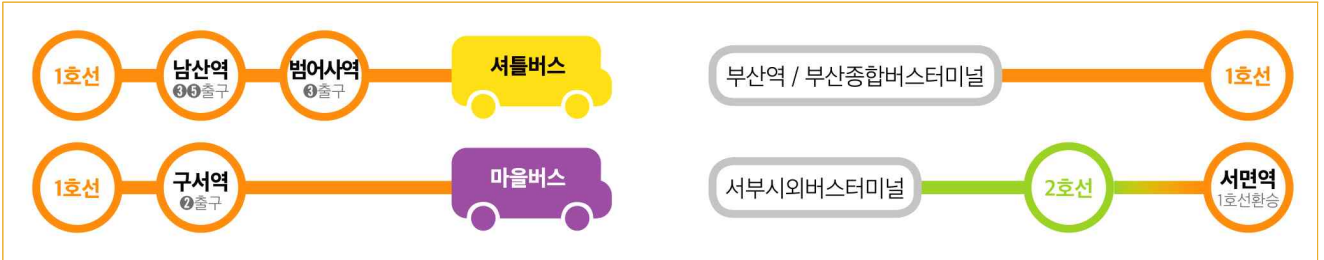 1호선
남산역
❸❺출구
범어사역
❸출구
셔틀버스
1호선
구서역
❷출구
마을버스
부산역 / 부산종합버스터미널
1호선
서부시외버스터미널
2호선
서면역
1호선환승